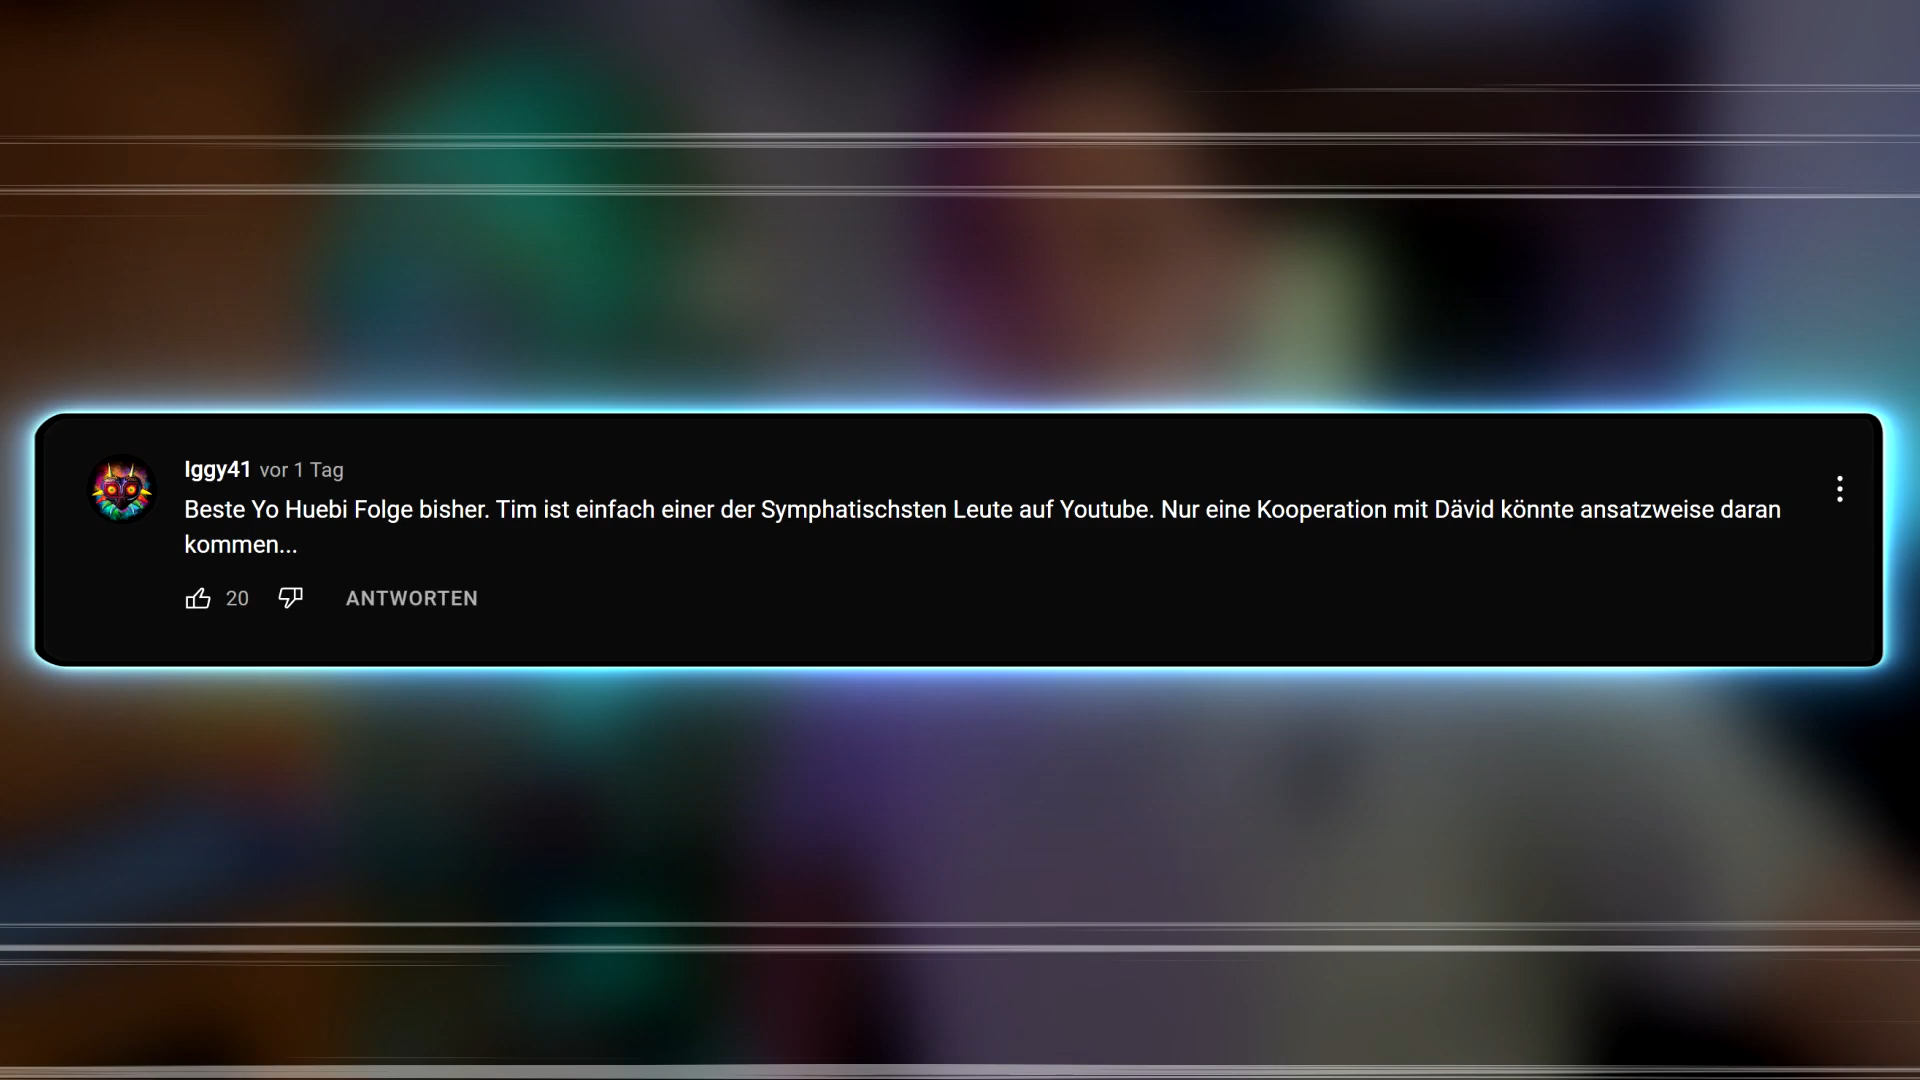 Iggy41 vor 1 Tag
Beste Yo Huebi Folge bisher. Tim ist einfach einer der Symphatischsten Leute auf Youtube. Nur eine Kooperation mit Dävid könnte ansatzweise daran
kommen...
20 ANTWORTEN